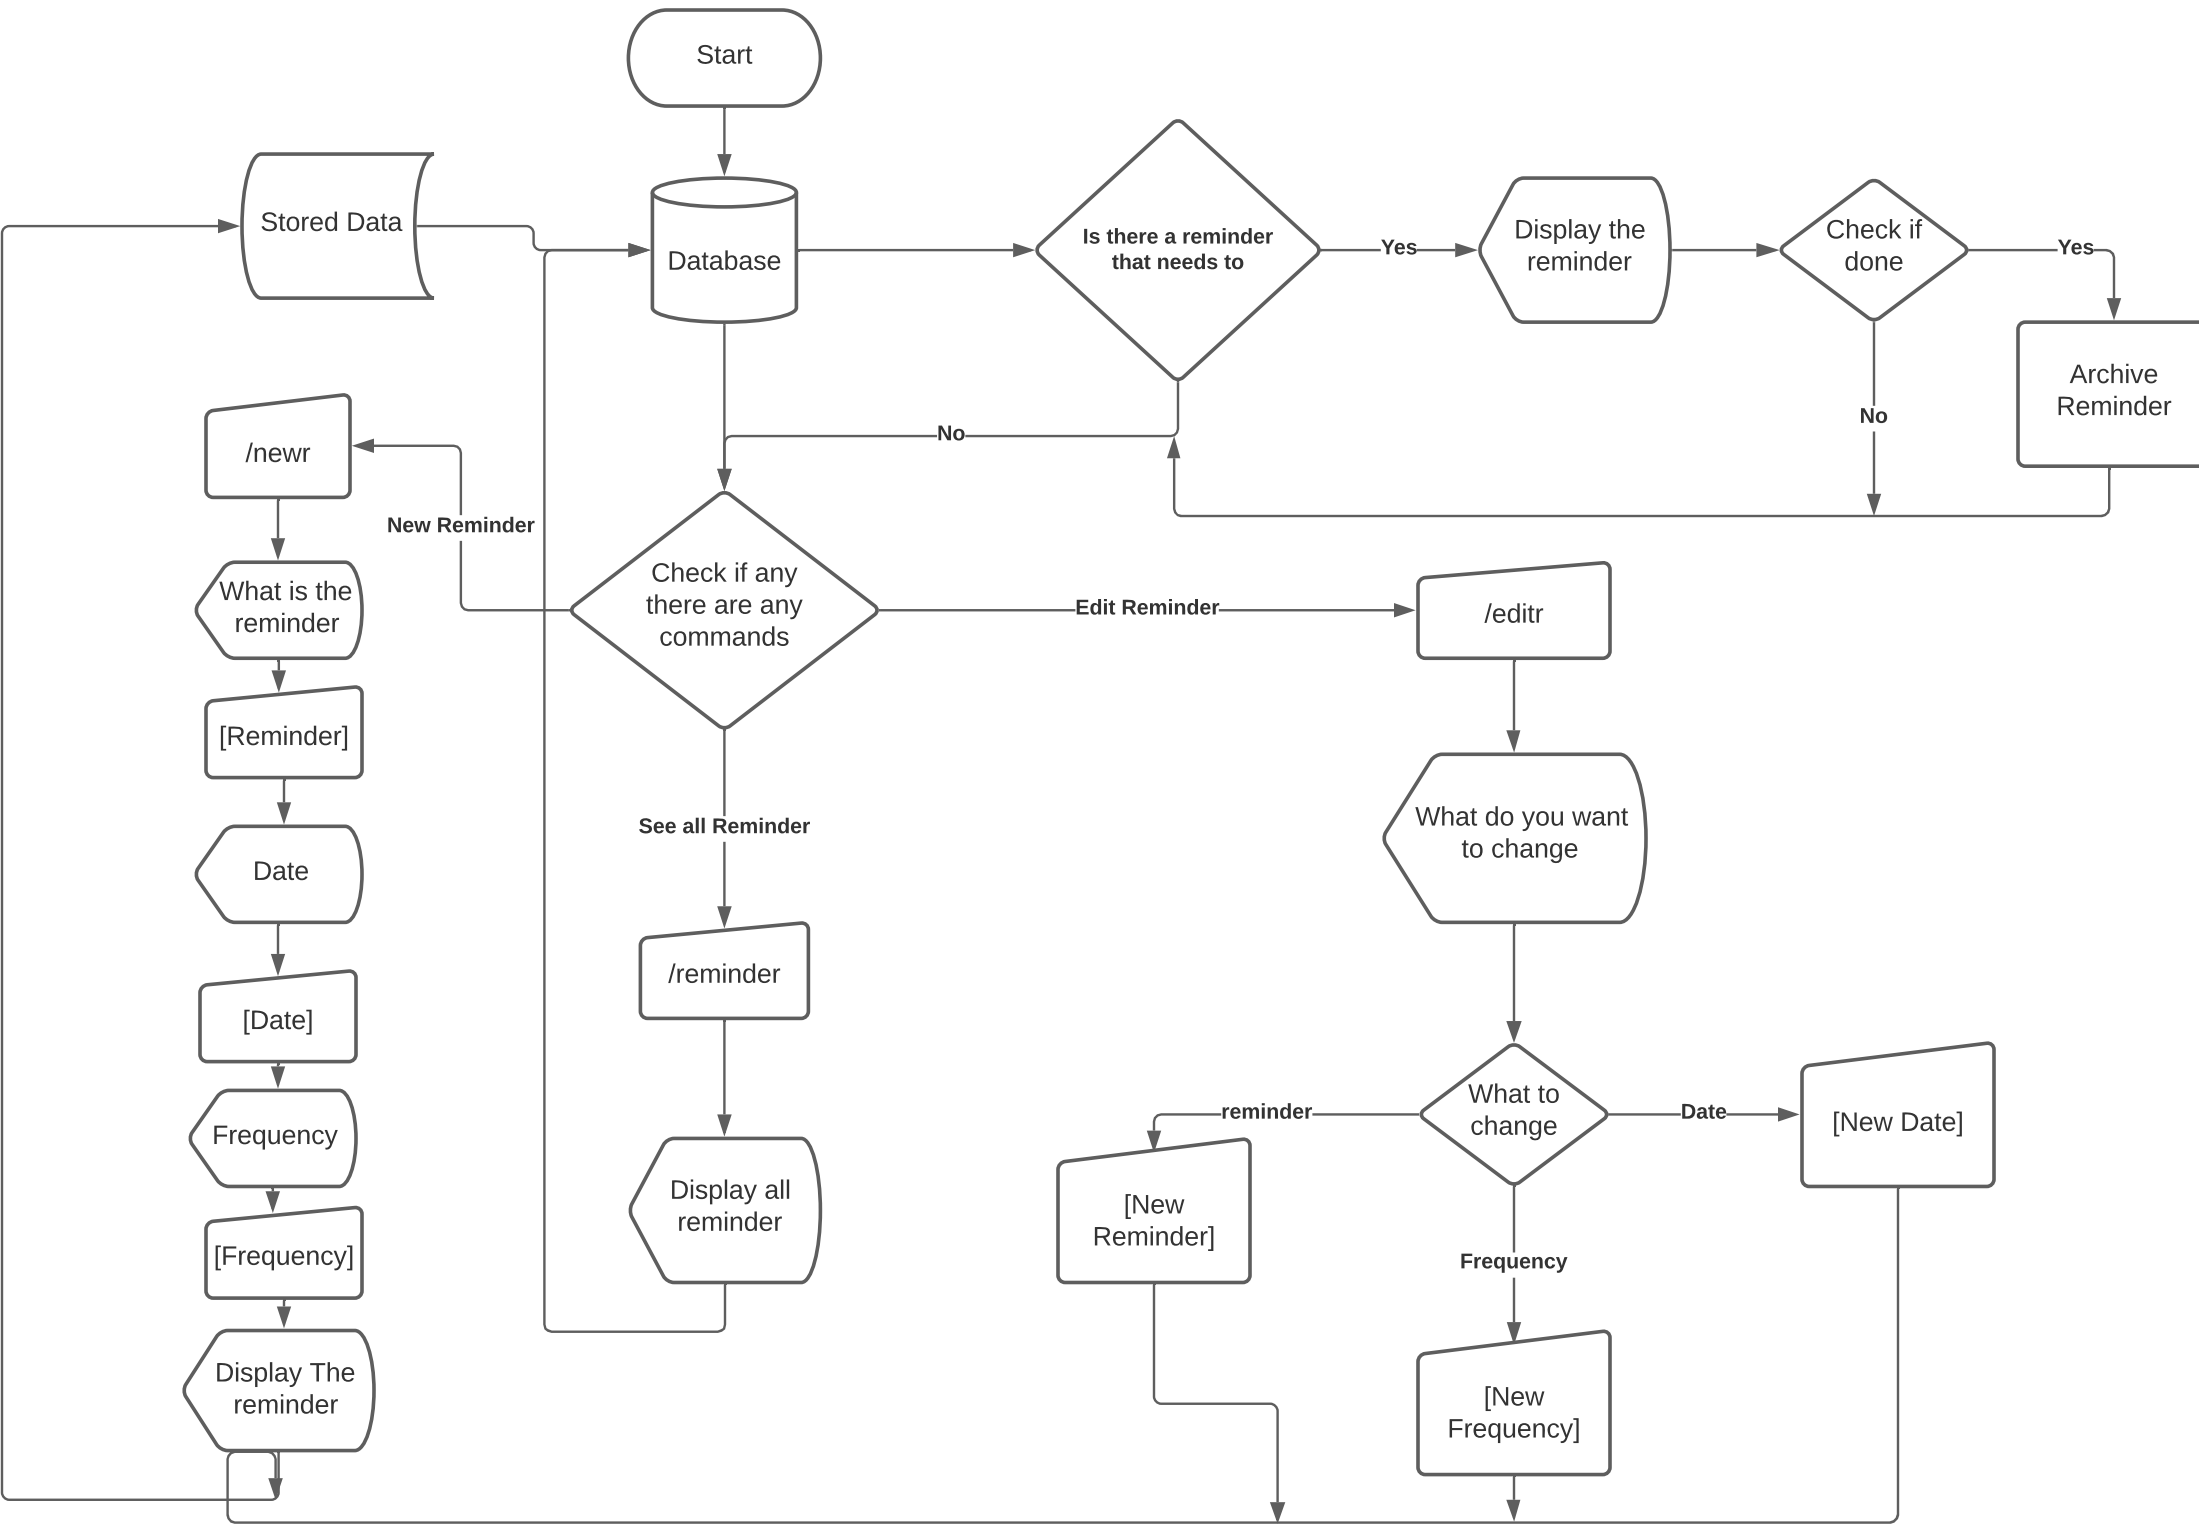 Start
Stored Data
Database
Is there a reminder
that needs to
Yes
Display the
reminder
Check if
done
Yes
Archive
Reminder
No
No
/newr
New Reminder
What is the
reminder
[Reminder]
Date
[Date]
Frequency
[Frequency]
Display The
reminder
Check if any
there are any
commands
See all Reminder
/reminder
Display all
reminder
Edit Reminder
/editr
What do you want
to change
What to
change
reminder
[New
Reminder]
Frequency
[New
Frequency]
Date
[New Date]